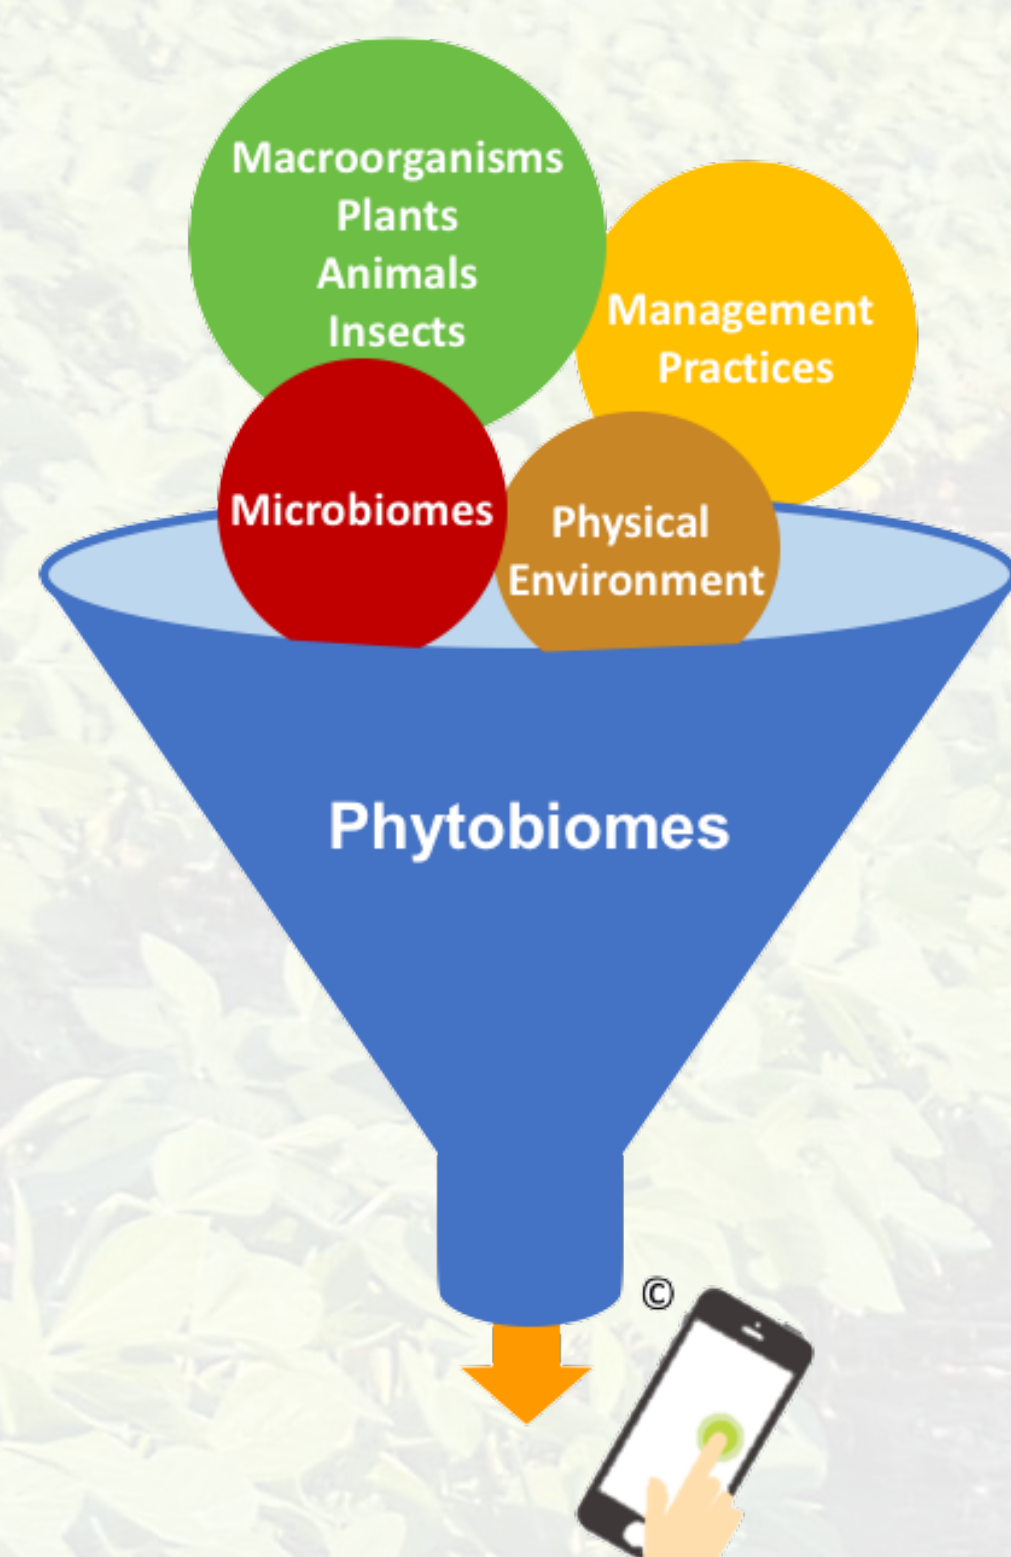 Macroorganisms
Plants
Animals
Insects
Management
Practices
Microbiomes
Physical
Environment
Phytobiomes
©